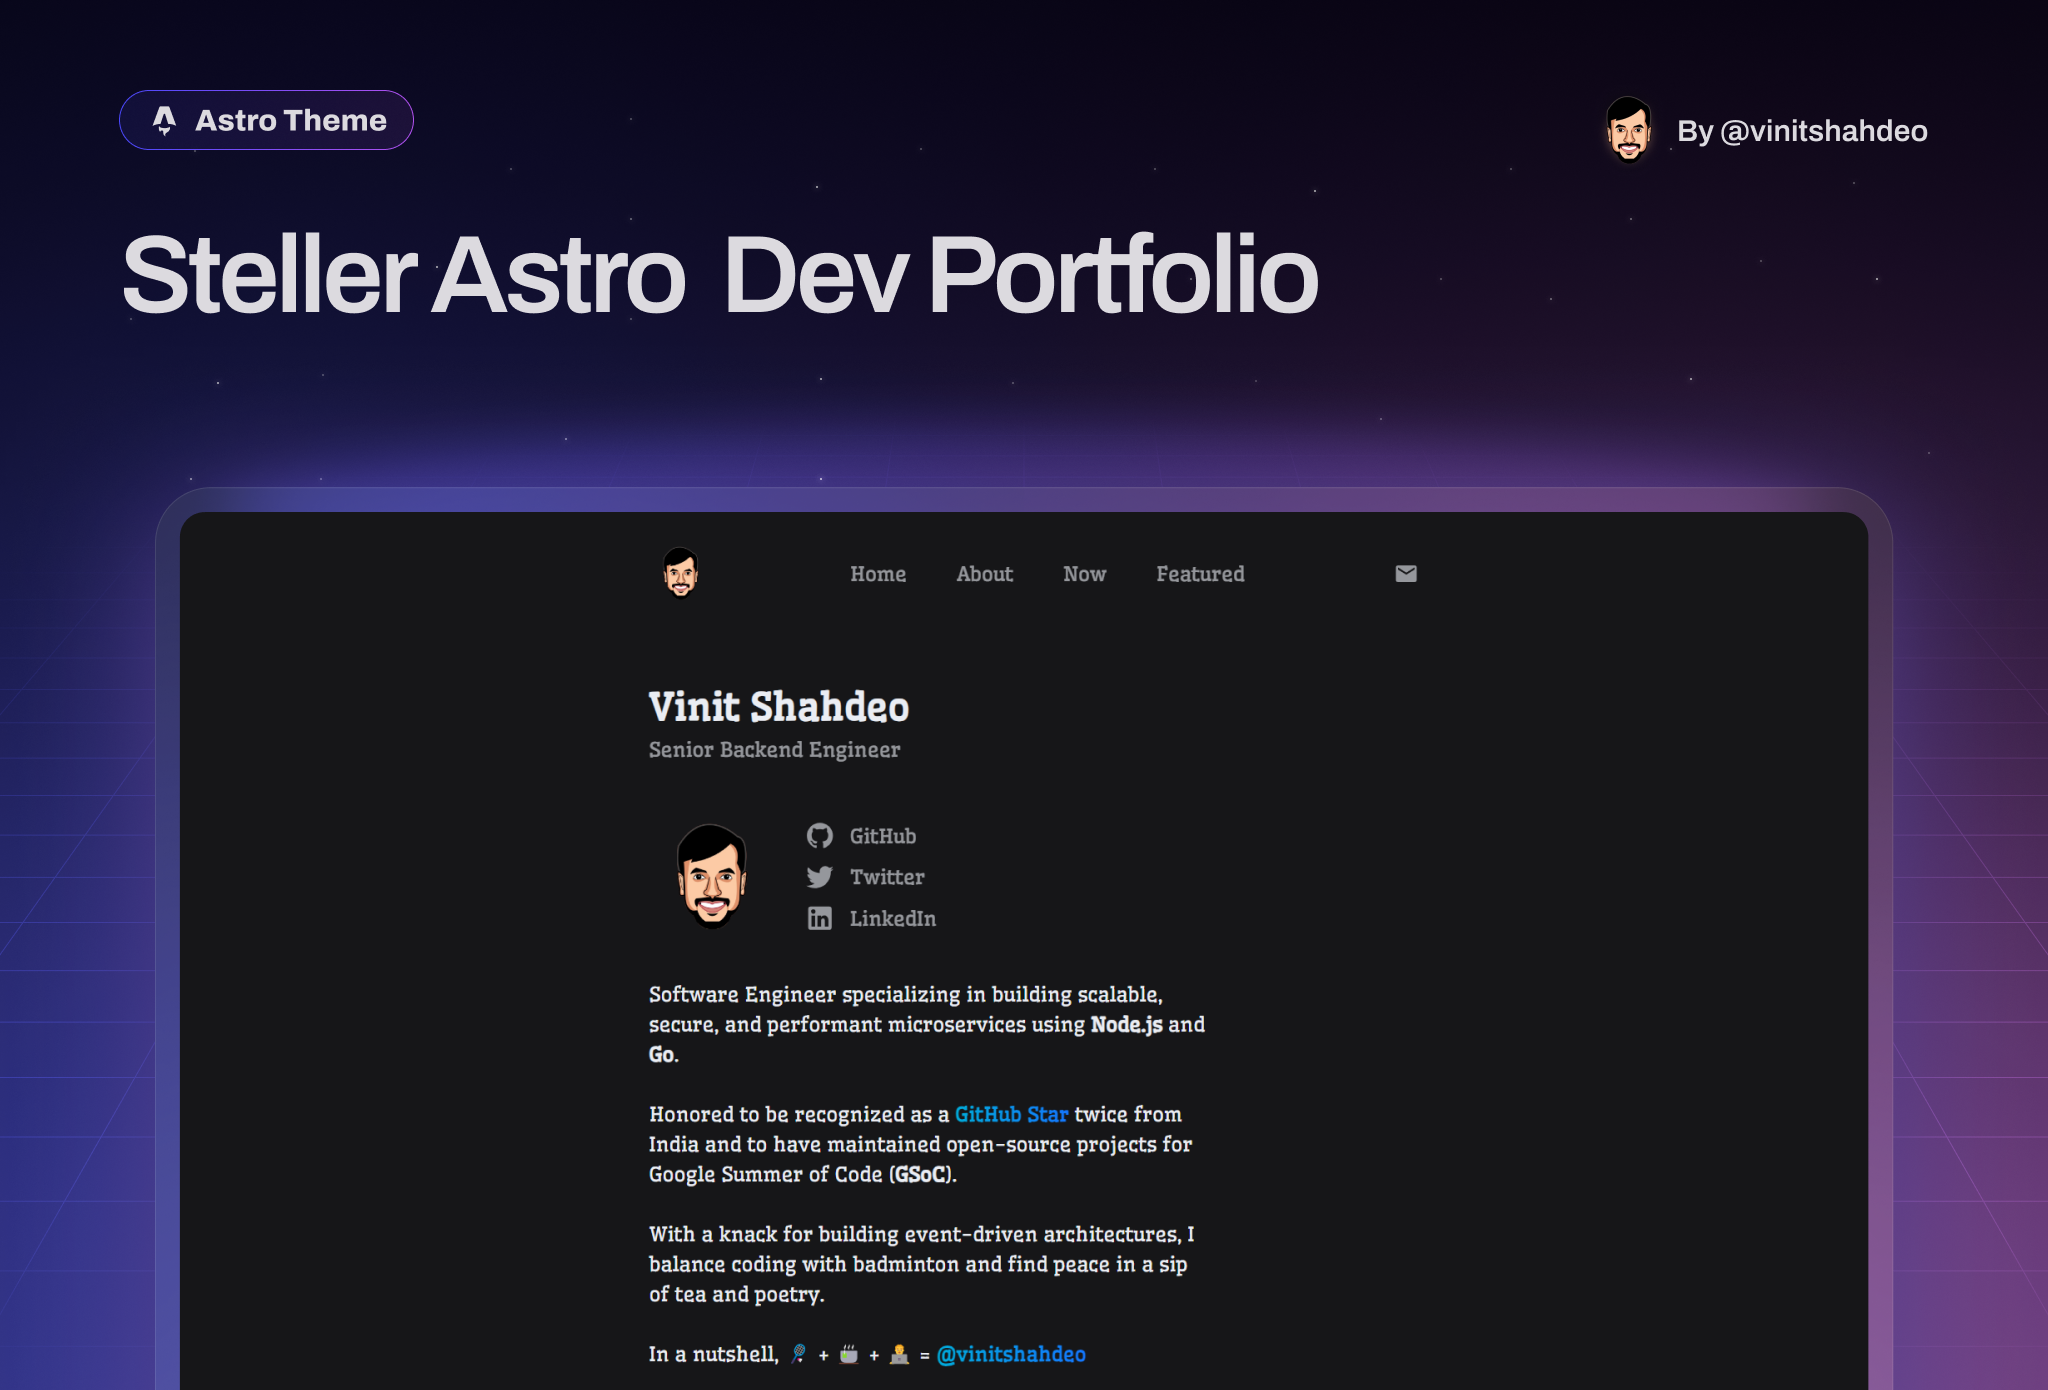 Astro Theme
By @vinitshahdeo
Steller Astro Dev Portfolio
Home About Now Featured
Vinit Shahdeo
Senior Backend Engineer
GitHub
Twitter
LinkedIn
Software Engineer specializing in building scalable,
secure, and performant microservices using Node.js and
Go.
Honored to be recognized as a GitHub Star twice from
India and to have maintained open-source projects for
Google Summer of Code (GSoC).
With a knack for building event-driven architectures, I
balance coding with badminton and find peace in a sip
of tea and poetry.
In a nutshell, 🏸 + 🍵 + 🧑‍💻 = @vinitshahdeo